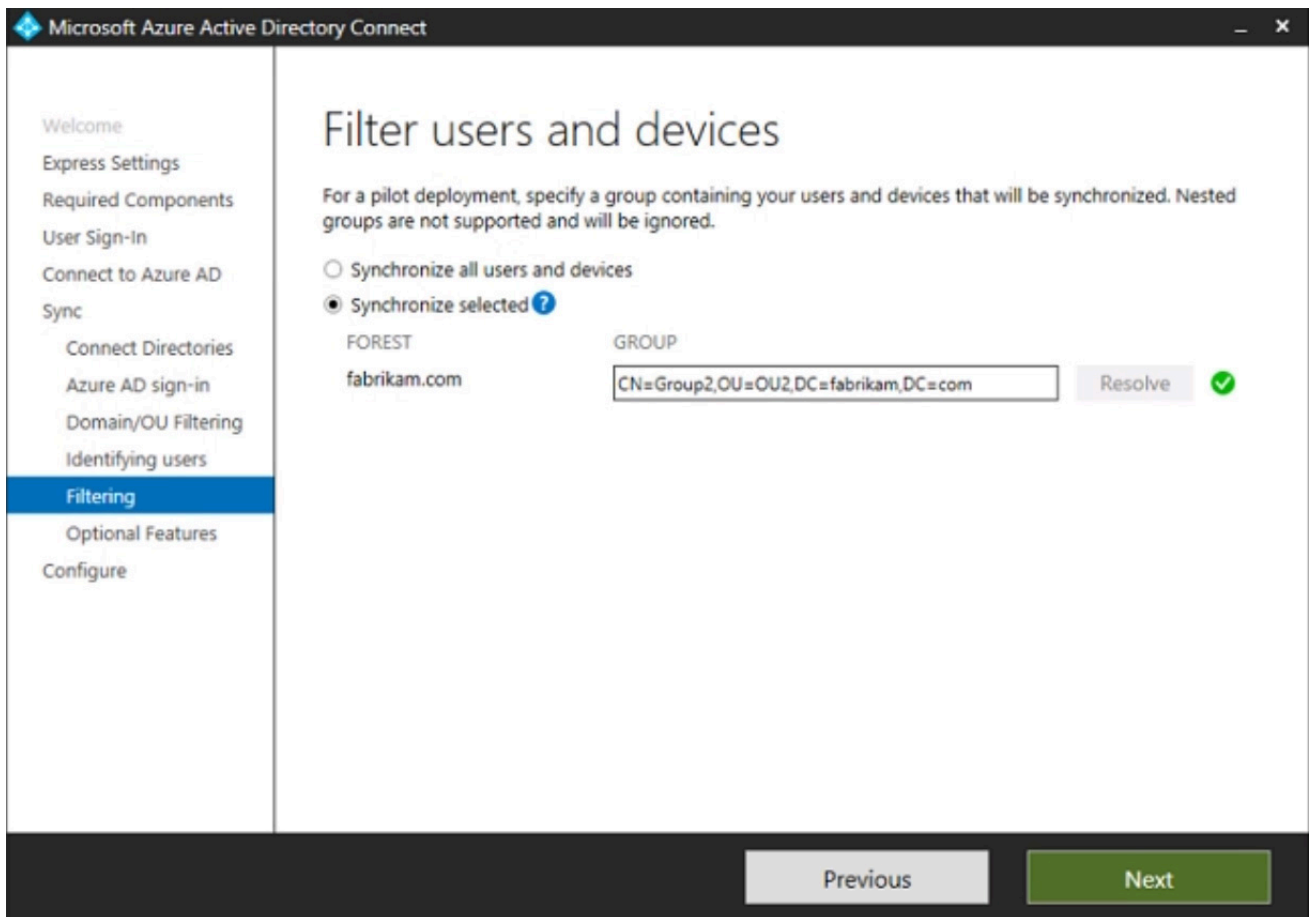 Microsoft Azure Active Directory Connect
Welcome
Express Settings
Required Components
User Sign-In
Connect to Azure AD
Sync
Connect Directories
Azure AD sign-in
Domain/OU Filtering
Identifying users
Filtering
Optional Features
Configure
Filter users and devices
For a pilot deployment, specify a group containing your users and devices that will be synchronized. Nested
groups are not supported and will be ignored.
Synchronize all users and devices
Synchronize selected ?
FOREST GROUP
fabrikam.com CN=Group2,OU=OU2,DC=fabrikam,DC=com Resolve
Previous Next